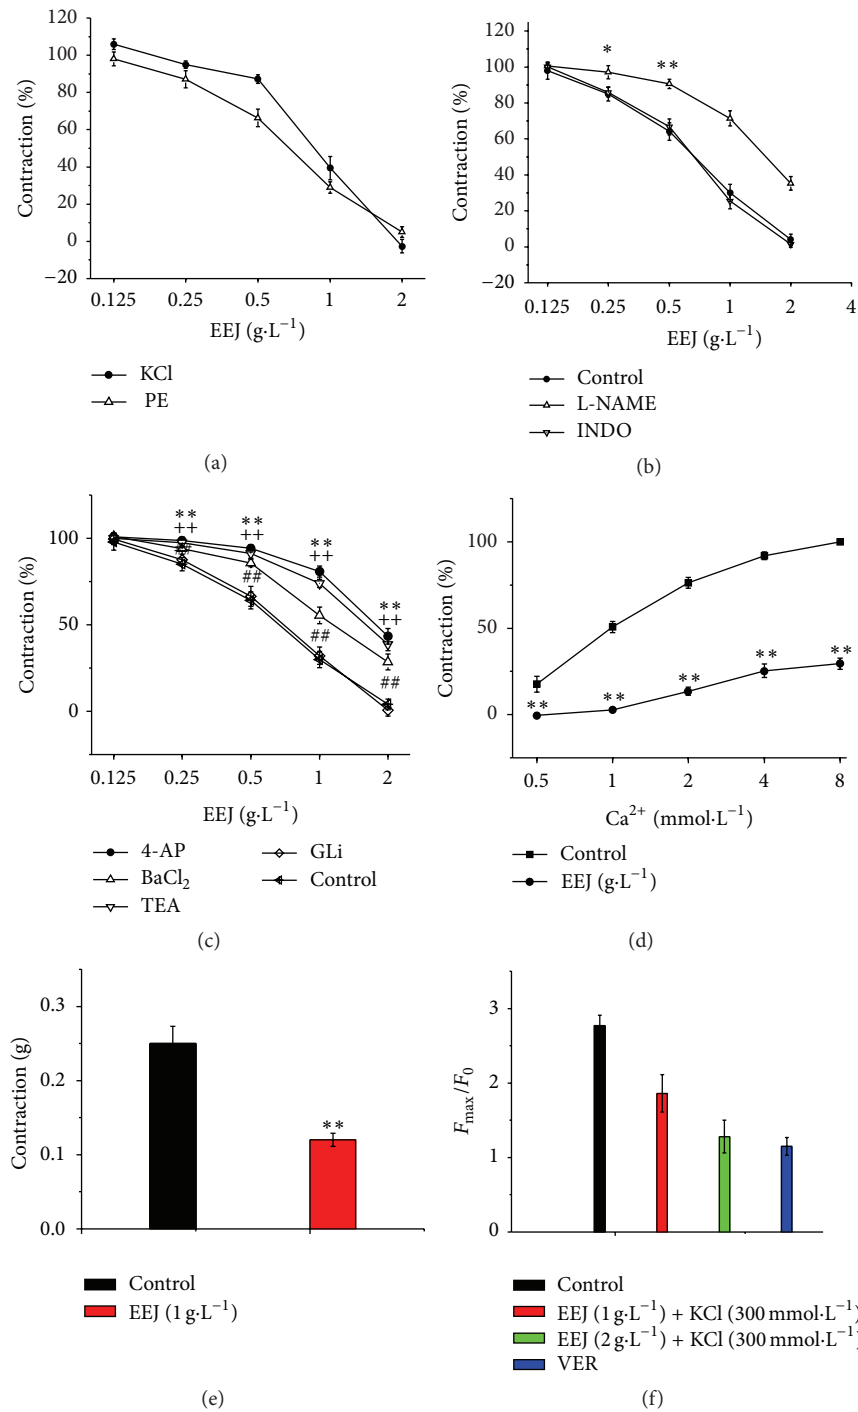 120
100
80
60
40
20
0
−20
Contraction (%)
0.125 0.25 0.5 1 2
EEJ (g·L−1)
KCl
PE
(a)
120
100
80
60
40
20
0
20
Contraction (%)
* **
0.125 0.25 0.5 1 2 4
EEJ (g·L−1)
Control
L-NAME
INDO
(b)
100
50
0
Contraction (%)
** ** ** **
++ ++ ++ ++
## ## ## ##
0.125 0.25 0.5 1 2
EEJ (g·L−1)
4-AP GLi
BaCl2 Control
TEA
(c)
100
50
0
Contraction (%)
** ** ** ** **
0.5 1 2 4 8
Ca2+ (mmol·L−1)
Control
EEJ (g·L−1)
(d)
0.3
0.2
0.1
0.0
Contraction (g)
**
Control
EEJ (1 g·L−1)
(e)
3
2
1
0
Fmax/F0
Control
EEJ (1 g·L−1) + KCl (300 mmol·L−1)
EEJ (2 g·L−1) + KCl (300 mmol·L−1)
VER
(f)